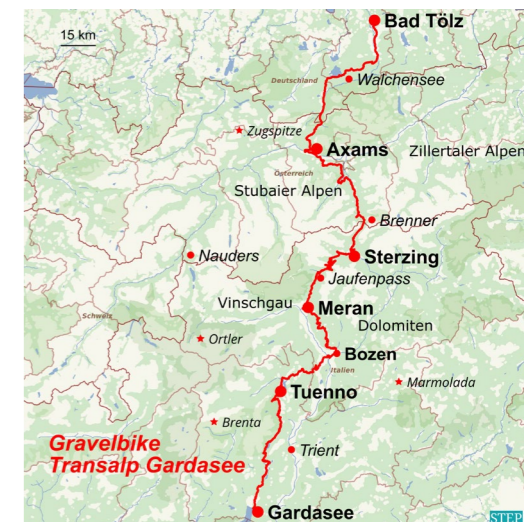 Bad Tölz
15 km
Deutschland
Walchensee
Zugspitze
Axams
Zillertaler Alpen
Österreich
Stubaier Alpen
Brenner
Nauders
Sterzing
Jaufenpass
Vinschgau
Meran
Schweiz
Dolomiten
Ortler
Bozen
Italien
Marmolada
Tuenno
Brenta
Gravelbike
Transalp Gardasee
Trient
Gardasee
STEP